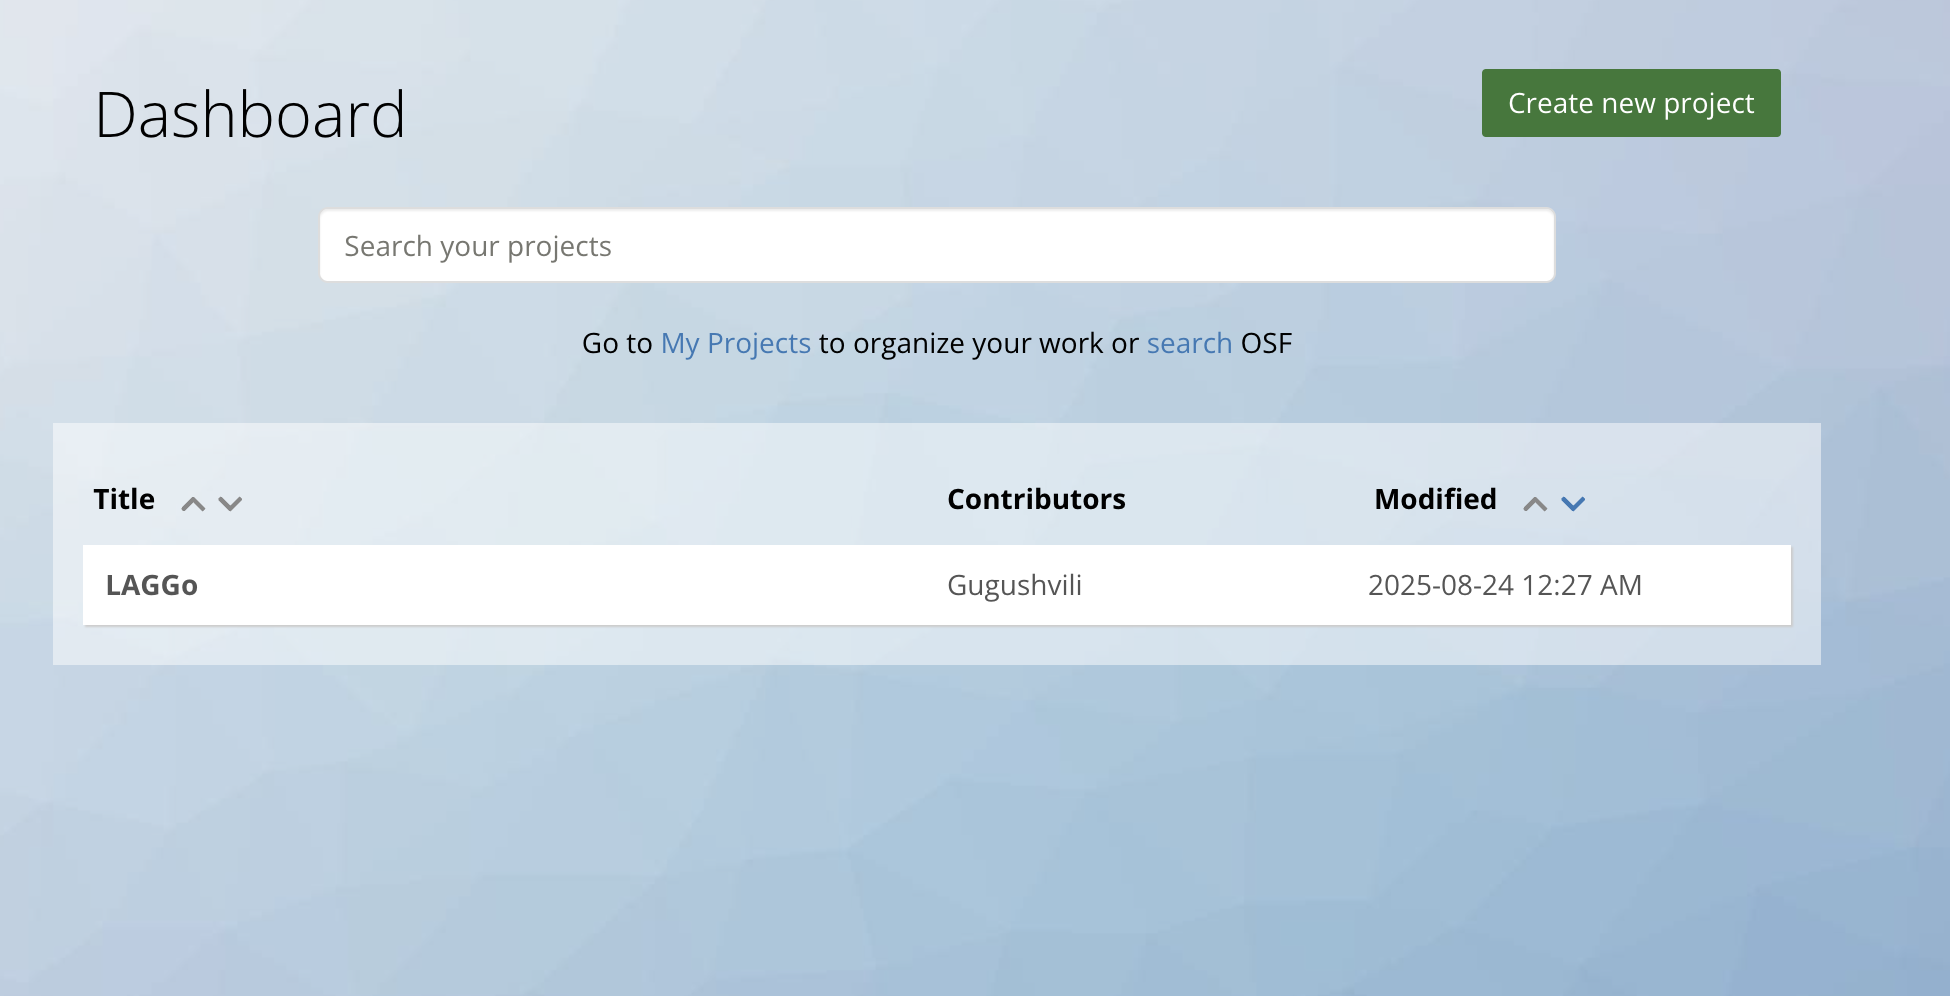 Dashboard
Create new project
Search your projects
Go to My Projects to organize your work or search OSF
Title Contributors Modified
LAGGo Gugushvili 2025-08-24 12:27 AM